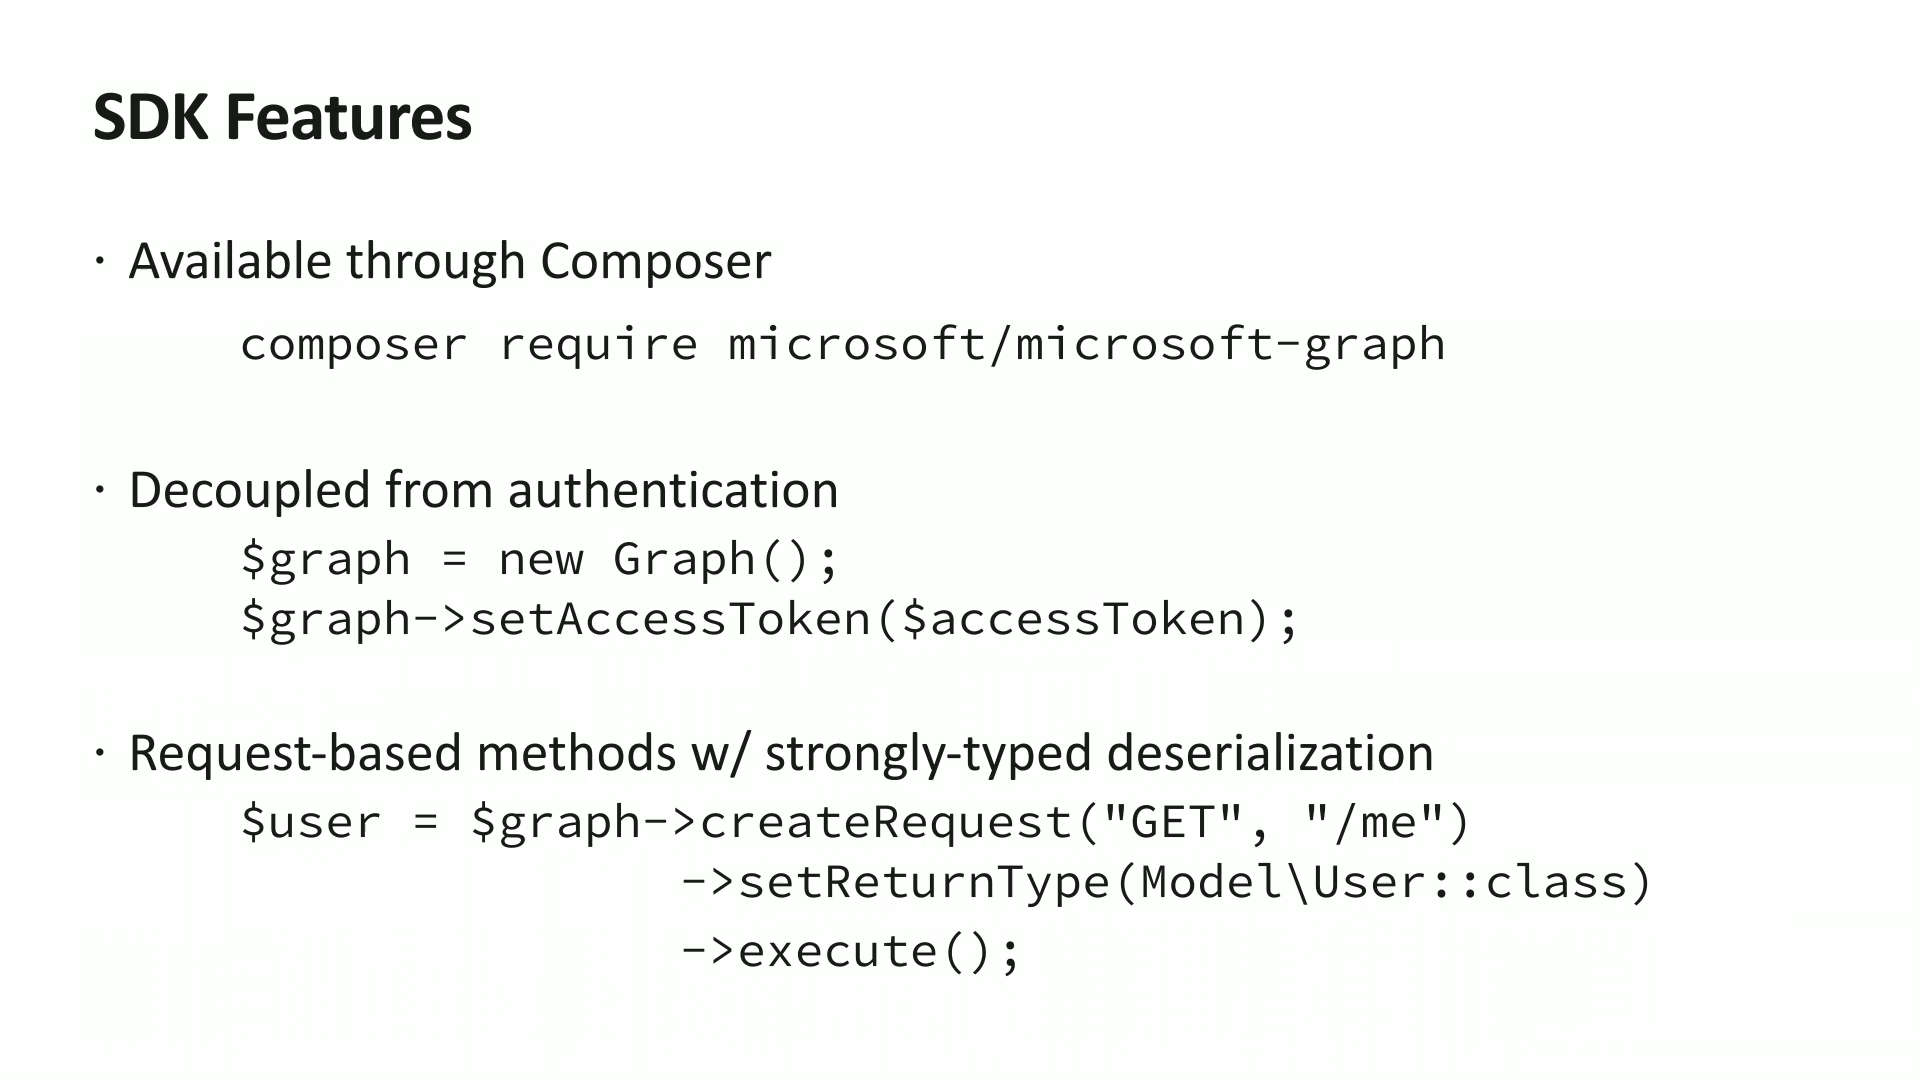 SDK Features
· Available through Composer
composer require microsoft/microsoft-graph
· Decoupled from authentication
$graph = new Graph();
$graph->setAccessToken($accessToken);
· Request-based methods w/ strongly-typed deserialization
$user = $graph->createRequest("GET", "/me")
->setReturnType(Model\User::class)
->execute();